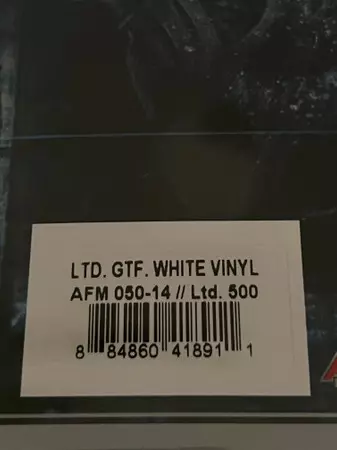 LTD. GTF. WHITE VINYL
AFM 050-14 // Ltd. 500
8 84860 41891 1